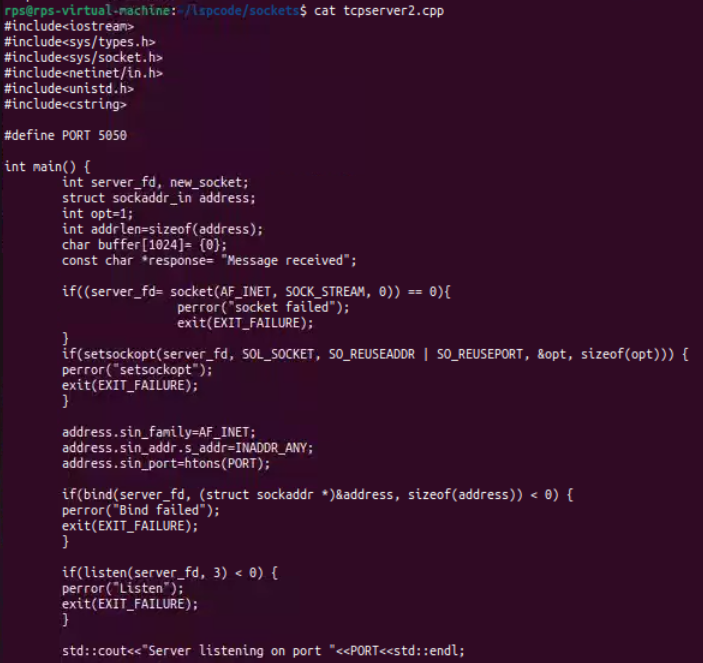 rps@rps-virtual-machine:~/lspcode/sockets$ cat tcpserver2.cpp
#include<iostream>
#include<sys/types.h>
#include<sys/socket.h>
#include<netinet/in.h>
#include<unistd.h>
#include<cstring>

#define PORT 5050

int main() {
        int server_fd, new_socket;
        struct sockaddr_in address;
        int opt=1;
        int addrlen=sizeof(address);
        char buffer[1024]= {0};
        const char *response= "Message received";

        if((server_fd= socket(AF_INET, SOCK_STREAM, 0)) == 0){
                        perror("socket failed");
                        exit(EXIT_FAILURE);
        }
        if(setsockopt(server_fd, SOL_SOCKET, SO_REUSEADDR | SO_REUSEPORT, &opt, sizeof(opt))) {
        perror("setsockopt");
        exit(EXIT_FAILURE);
        }

        address.sin_family=AF_INET;
        address.sin_addr.s_addr=INADDR_ANY;
        address.sin_port=htons(PORT);

        if(bind(server_fd, (struct sockaddr *)&address, sizeof(address)) < 0) {
        perror("Bind failed");
        exit(EXIT_FAILURE);
        }

        if(listen(server_fd, 3) < 0) {
        perror("Listen");
        exit(EXIT_FAILURE);
        }

        std::cout<<"Server listening on port "<<PORT<<std::endl;